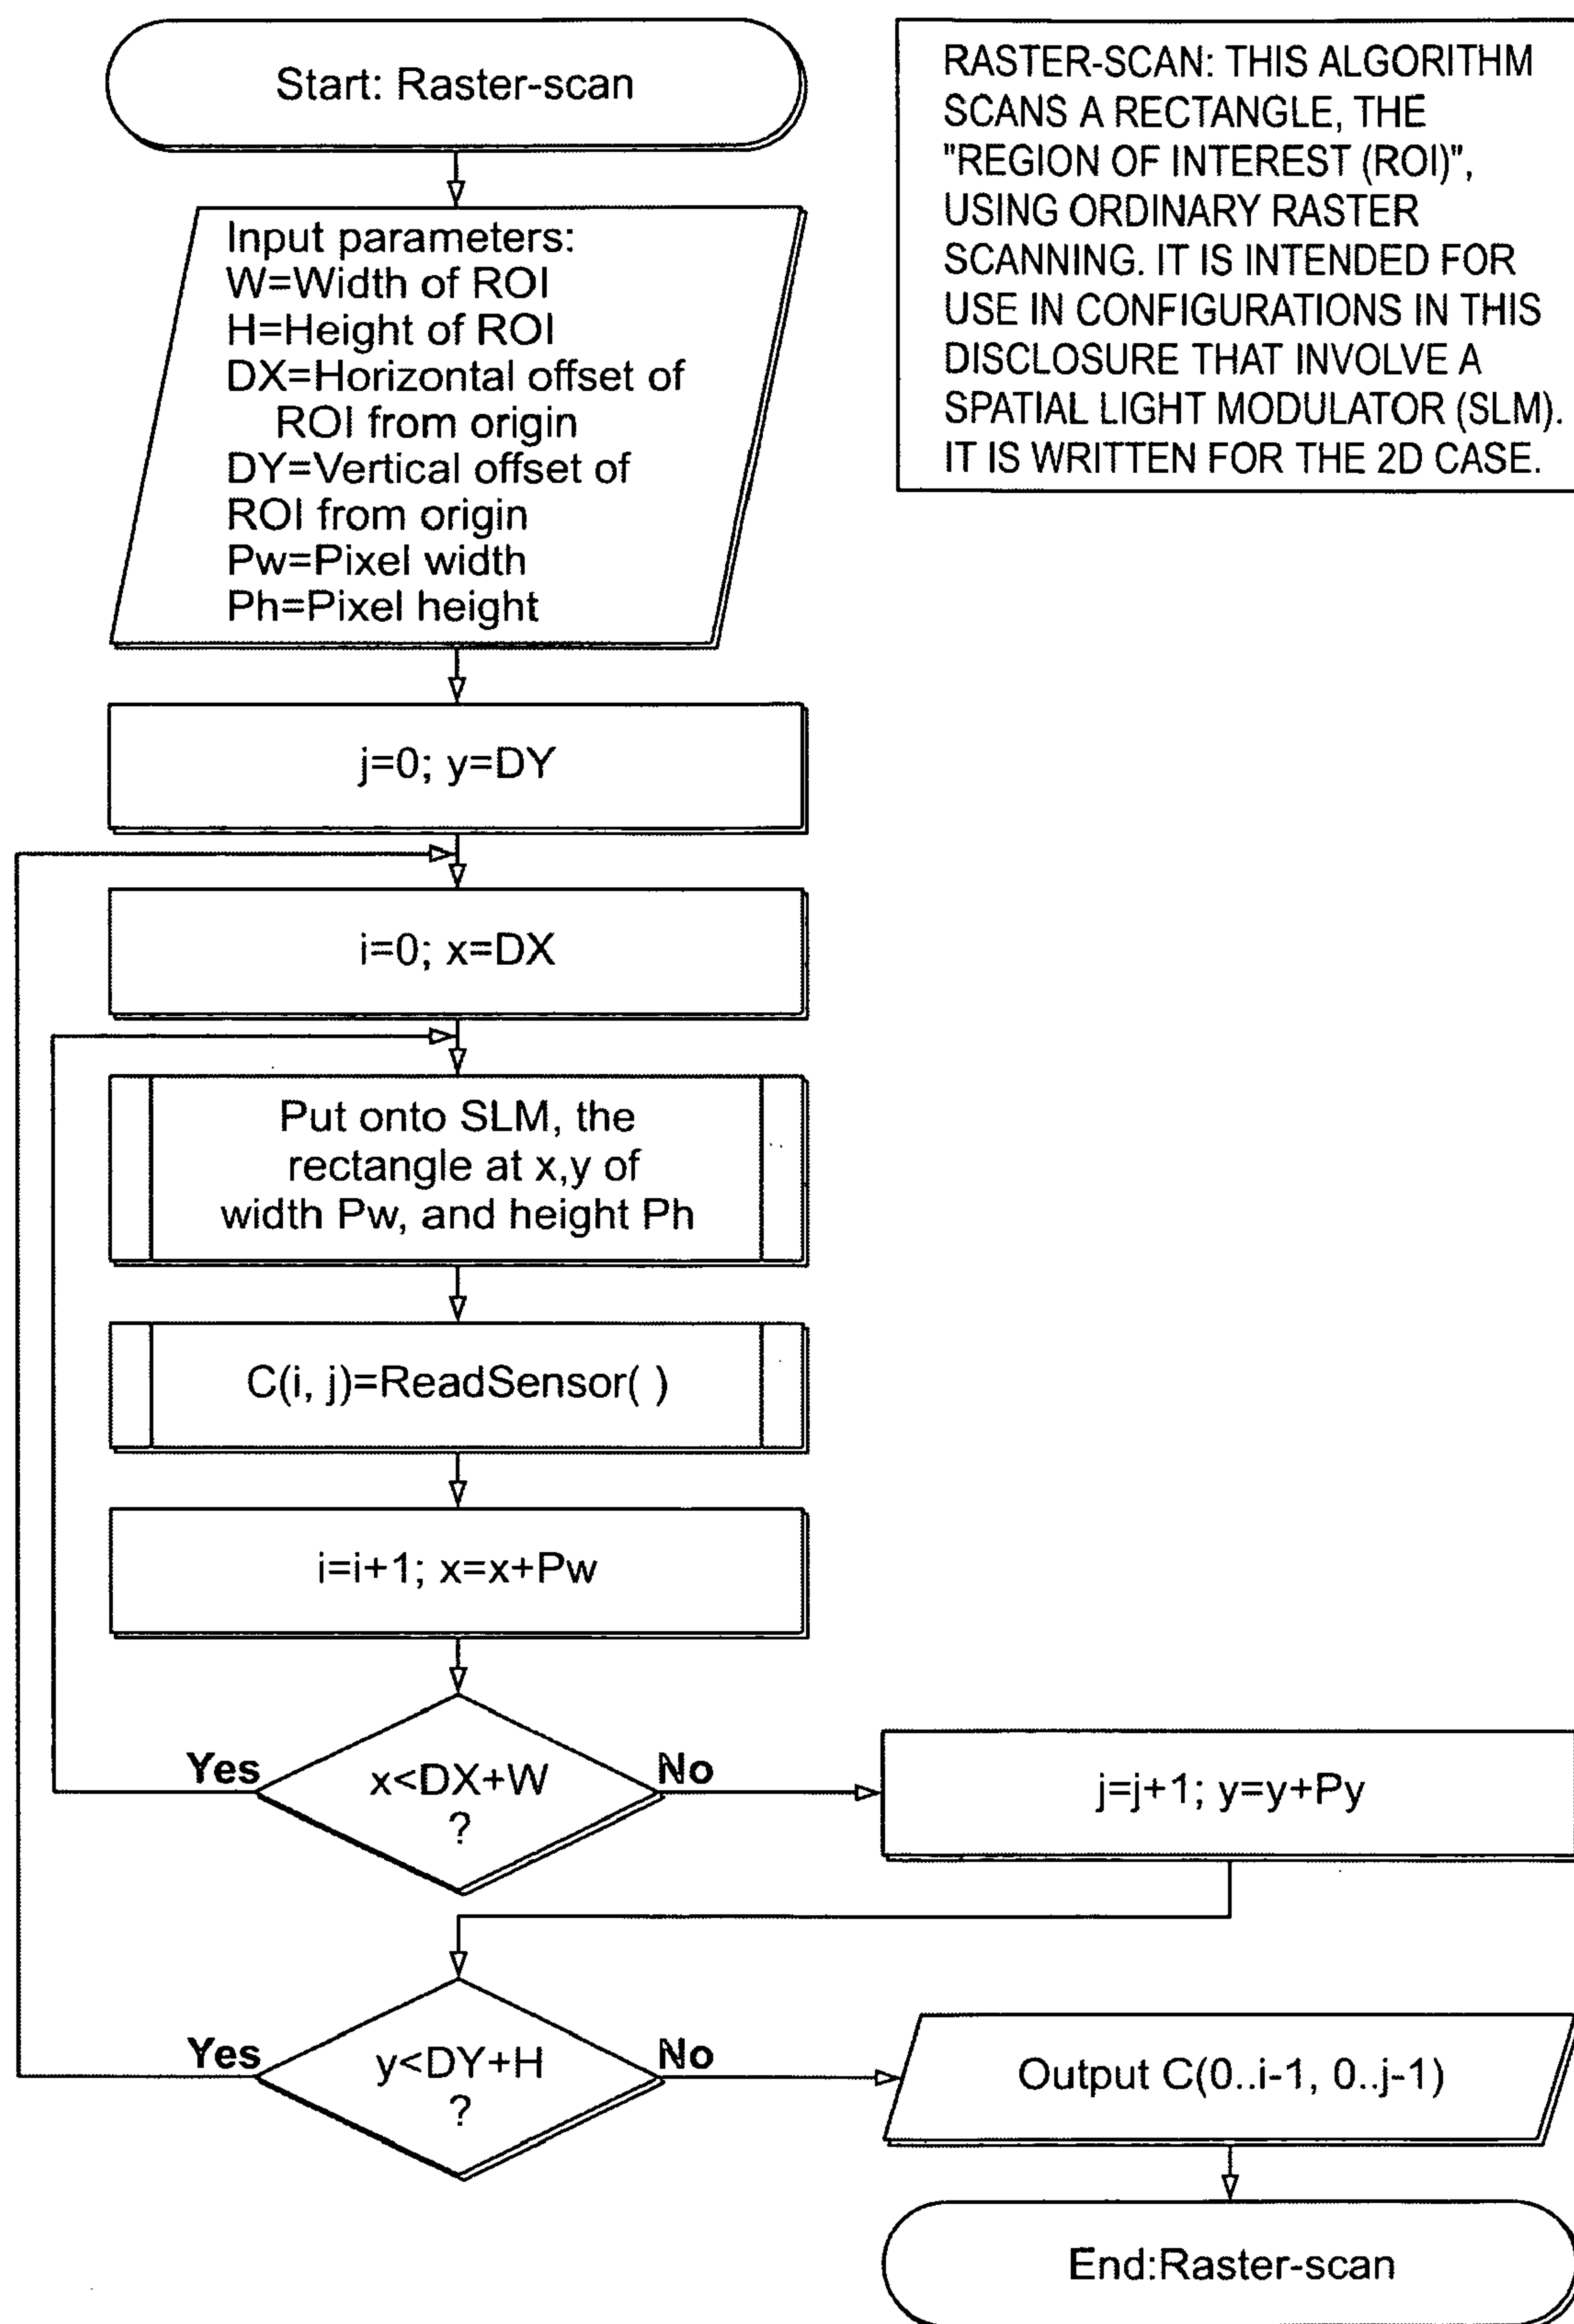 Start: Raster-scan
RASTER-SCAN: THIS ALGORITHM
SCANS A RECTANGLE, THE
"REGION OF INTEREST (ROI)",
USING ORDINARY RASTER
SCANNING. IT IS INTENDED FOR
USE IN CONFIGURATIONS IN THIS
DISCLOSURE THAT INVOLVE A
SPATIAL LIGHT MODULATOR (SLM).
IT IS WRITTEN FOR THE 2D CASE.
Input parameters:
W=Width of ROI
H=Height of ROI
DX=Horizontal offset of
ROI from origin
DY=Vertical offset of
ROI from origin
Pw=Pixel width
Ph=Pixel height
j=0; y=DY
i=0; x=DX
Put onto SLM, the
rectangle at x,y of
width Pw, and height Ph
C(i, j)=ReadSensor( )
i=i+1; x=x+Pw
Yes
x<DX+W
?
No
j=j+1; y=y+Py
Yes
y<DY+H
?
No
Output C(0..i-1, 0..j-1)
End:Raster-scan